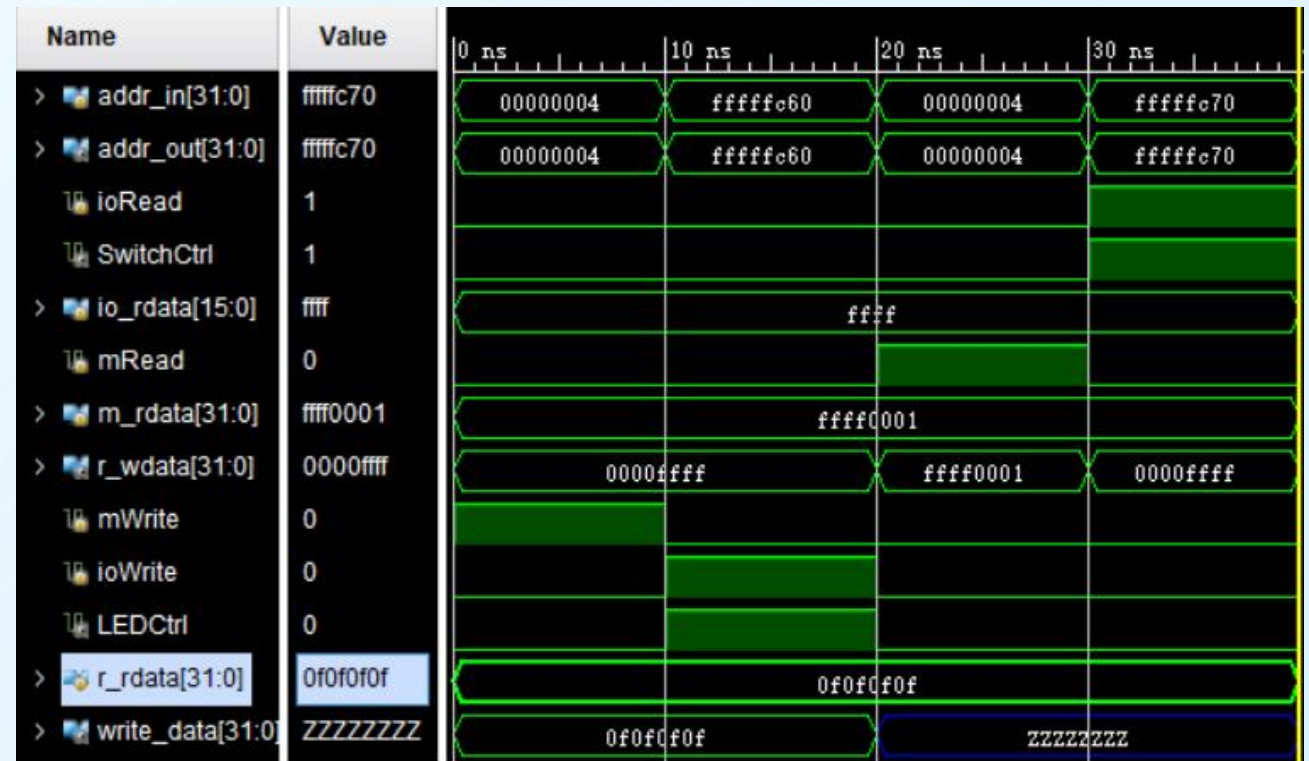 Name Value 0 ns 10 ns 20 ns 30 ns
addr_in[31:0] fffffc70 00000004 fffffc60 00000004 fffffc70
addr_out[31:0] fffffc70 00000004 fffffc60 00000004 fffffc70
ioRead 1
SwitchCtrl 1
io_rdata[15:0] ffff ffff
mRead 0
m_rdata[31:0] ffff0001 ffff0001
r_wdata[31:0] 0000ffff 0000ffff ffff0001 0000ffff
mWrite 0
ioWrite 0
LEDCtrl 0
r_rdata[31:0] 0f0f0f0f 0f0f0f0f
write_data[31:0] ZZZZZZZZ 0f0f0f0f ZZZZZZZZ